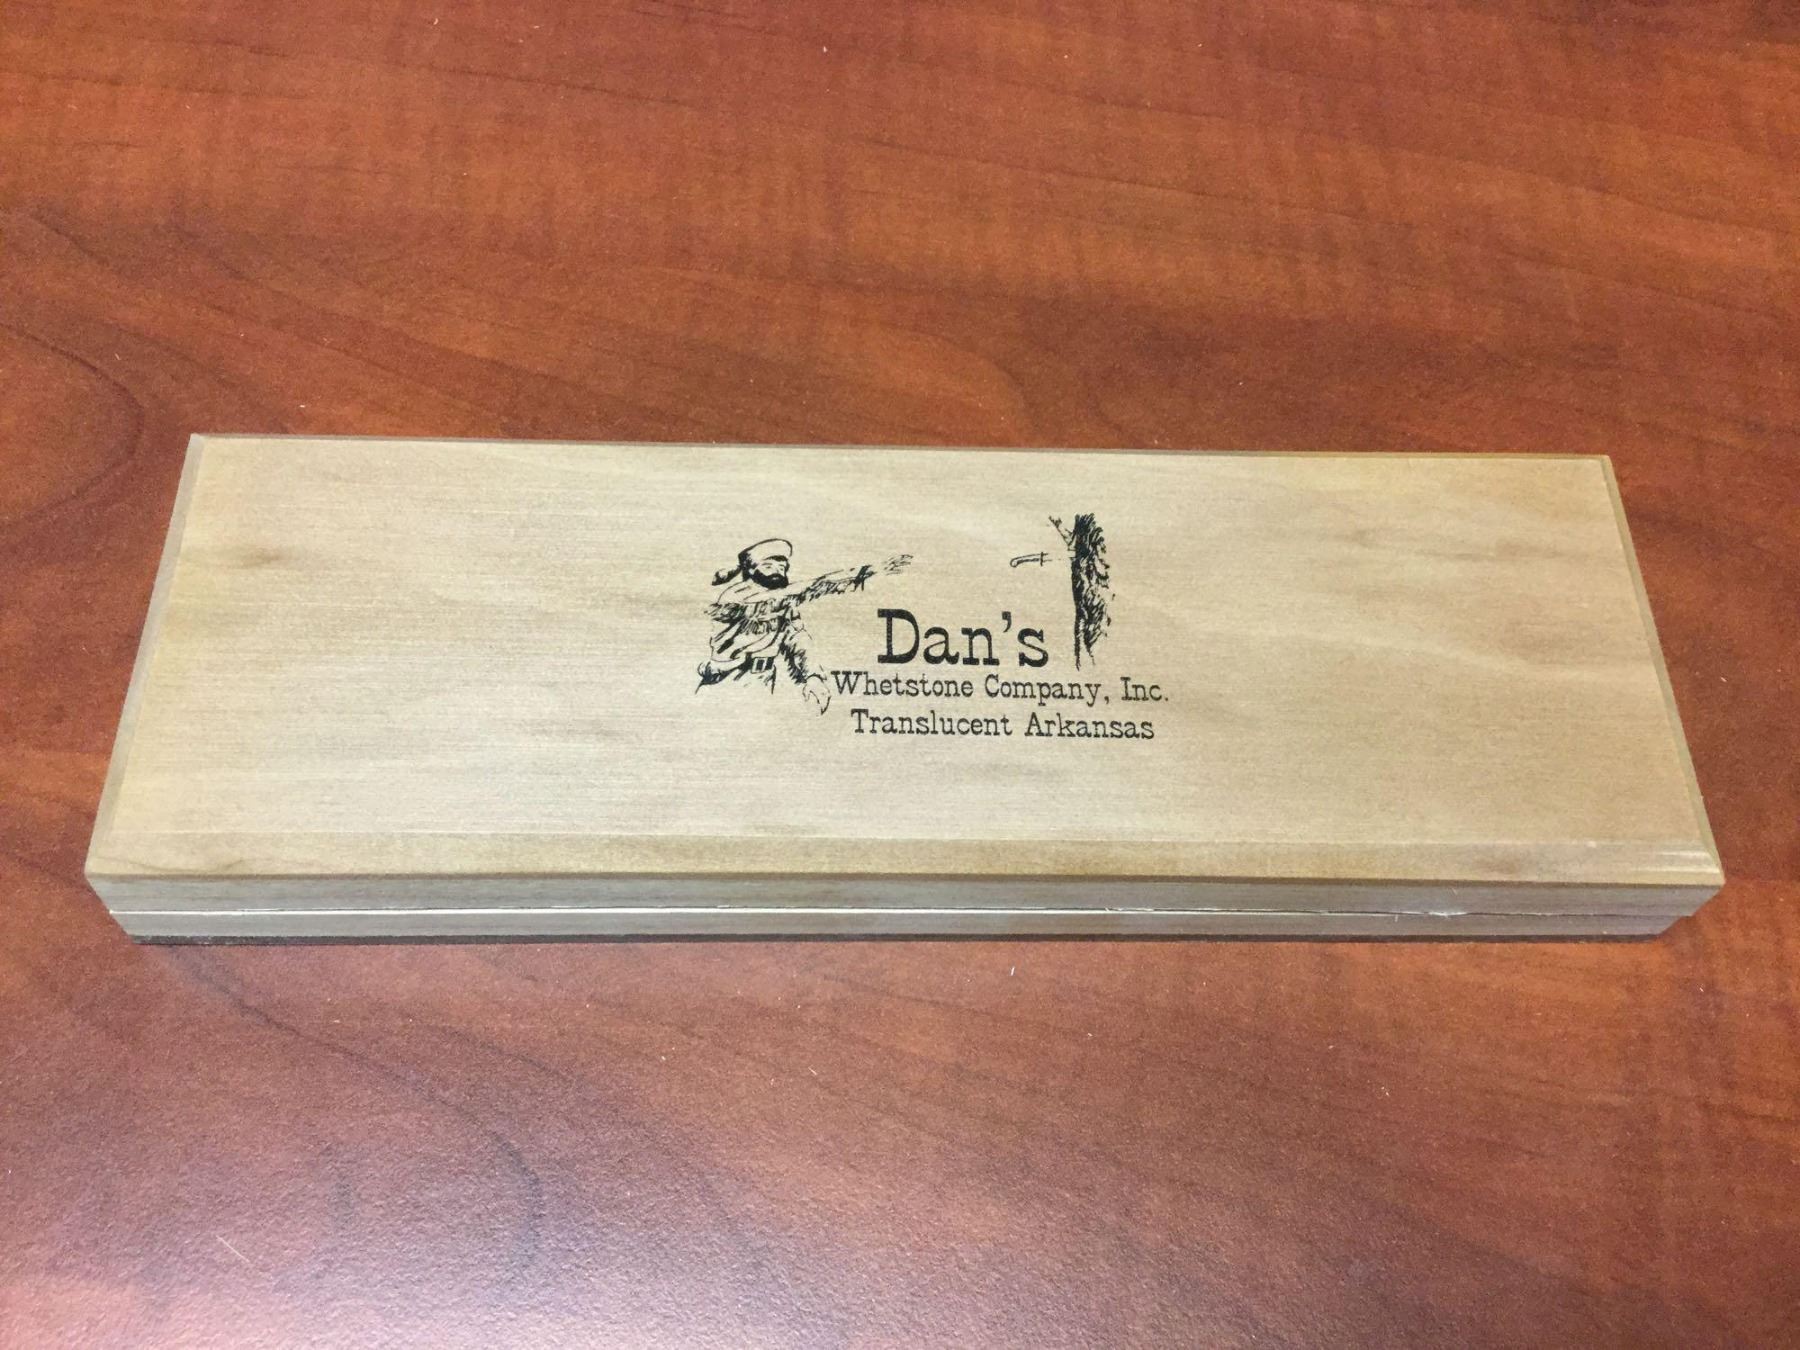 Dan's
Whetstone Company, Inc.
Translucent Arkansas